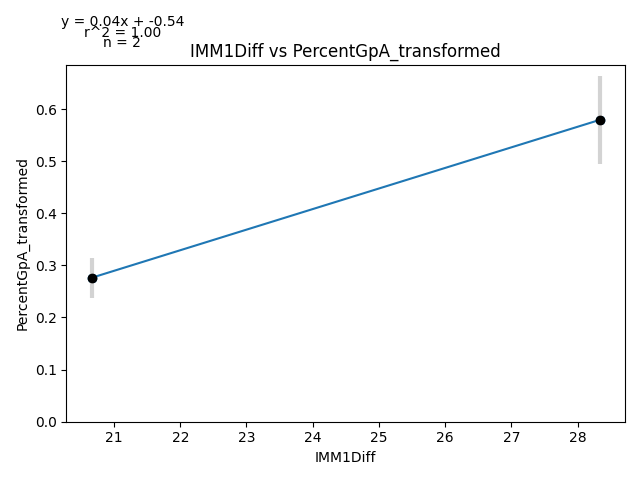 y = 0.04x + -0.54
r^2 = 1.00
n = 2
IMM1Diff vs PercentGpA_transformed
PercentGpA_transformed
0.6
0.5
0.4
0.3
0.2
0.1
0.0
21 22 23 24 25 26 27 28
IMM1Diff